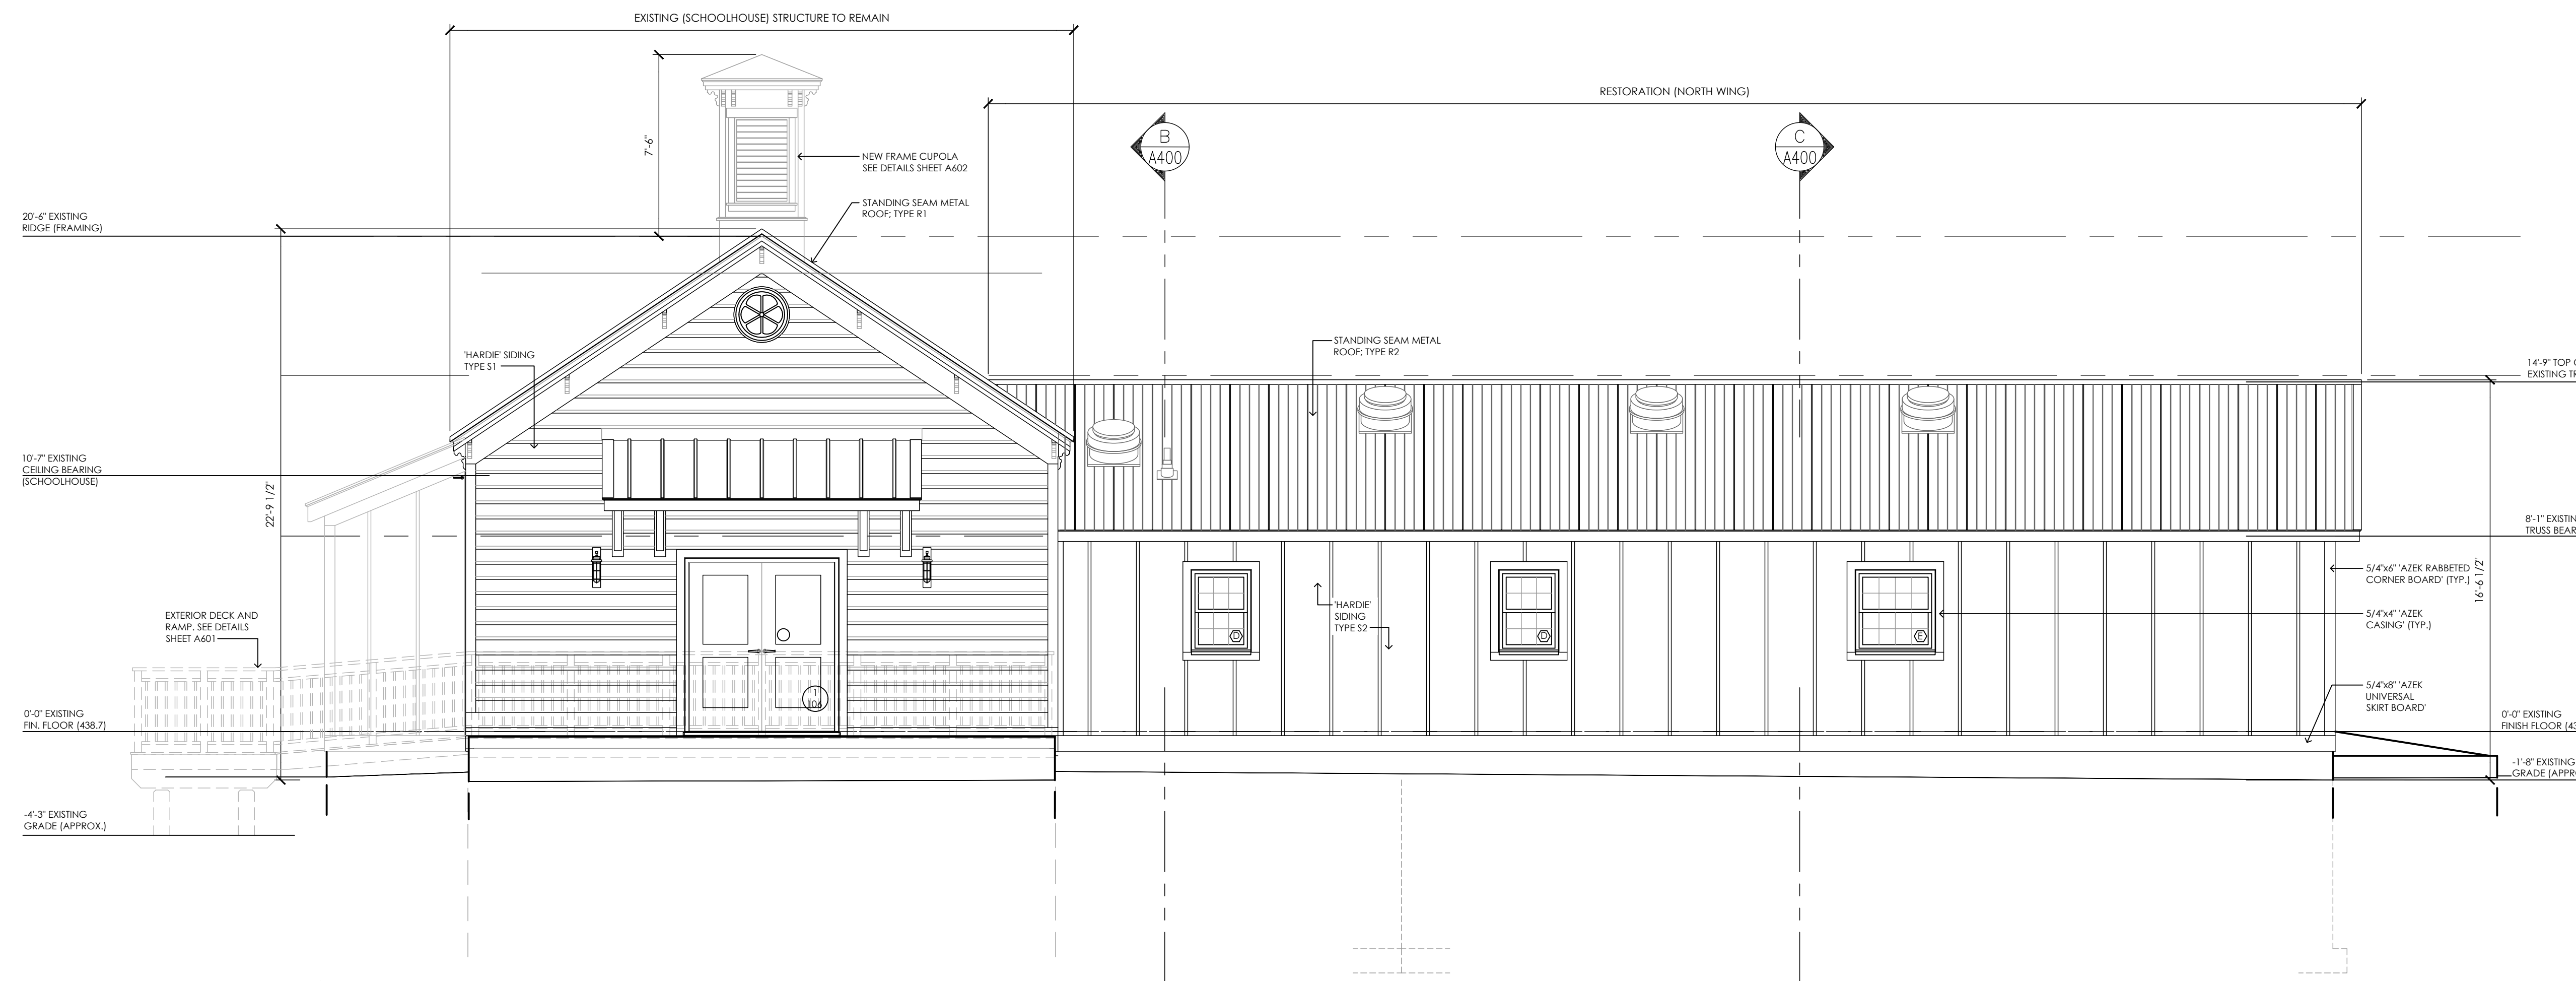 EXISTING (SCHOOLHOUSE) STRUCTURE TO REMAIN
RESTORATION (NORTH WING)
7'-6"
B
A400
C
A400
NEW FRAME CUPOLA
SEE DETAILS SHEET A602
STANDING SEAM METAL
ROOF; TYPE R1
20'-6" EXISTING
RIDGE (FRAMING)
STANDING SEAM METAL
ROOF; TYPE R2
'HARDIE' SIDING
TYPE S1
14'-9" TOP
EXISTING
10'-7" EXISTING
CEILING BEARING
(SCHOOLHOUSE)
22'-9 1/2"
8'-1"
TRUSS
5/4"x6" 'AZEK RABBETED
CORNER BOARD' (TYP.)
16'-6 1/2"
EXTERIOR DECK AND
RAMP. SEE DETAILS
SHEET A601
'HARDIE'
SIDING
TYPE S2
5/4"x4" 'AZEK
CASING' (TYP.)
D
D
E
5/4"x8" 'AZEK
UNIVERSAL
SKIRT BOARD'
1
106
0'-0" EXISTING
FIN. FLOOR (438.7)
0'-0" EXISTING
FINISH FLOOR
-1'-8" EXISTING
GRADE
-4'-3" EXISTING
GRADE (APPROX.)